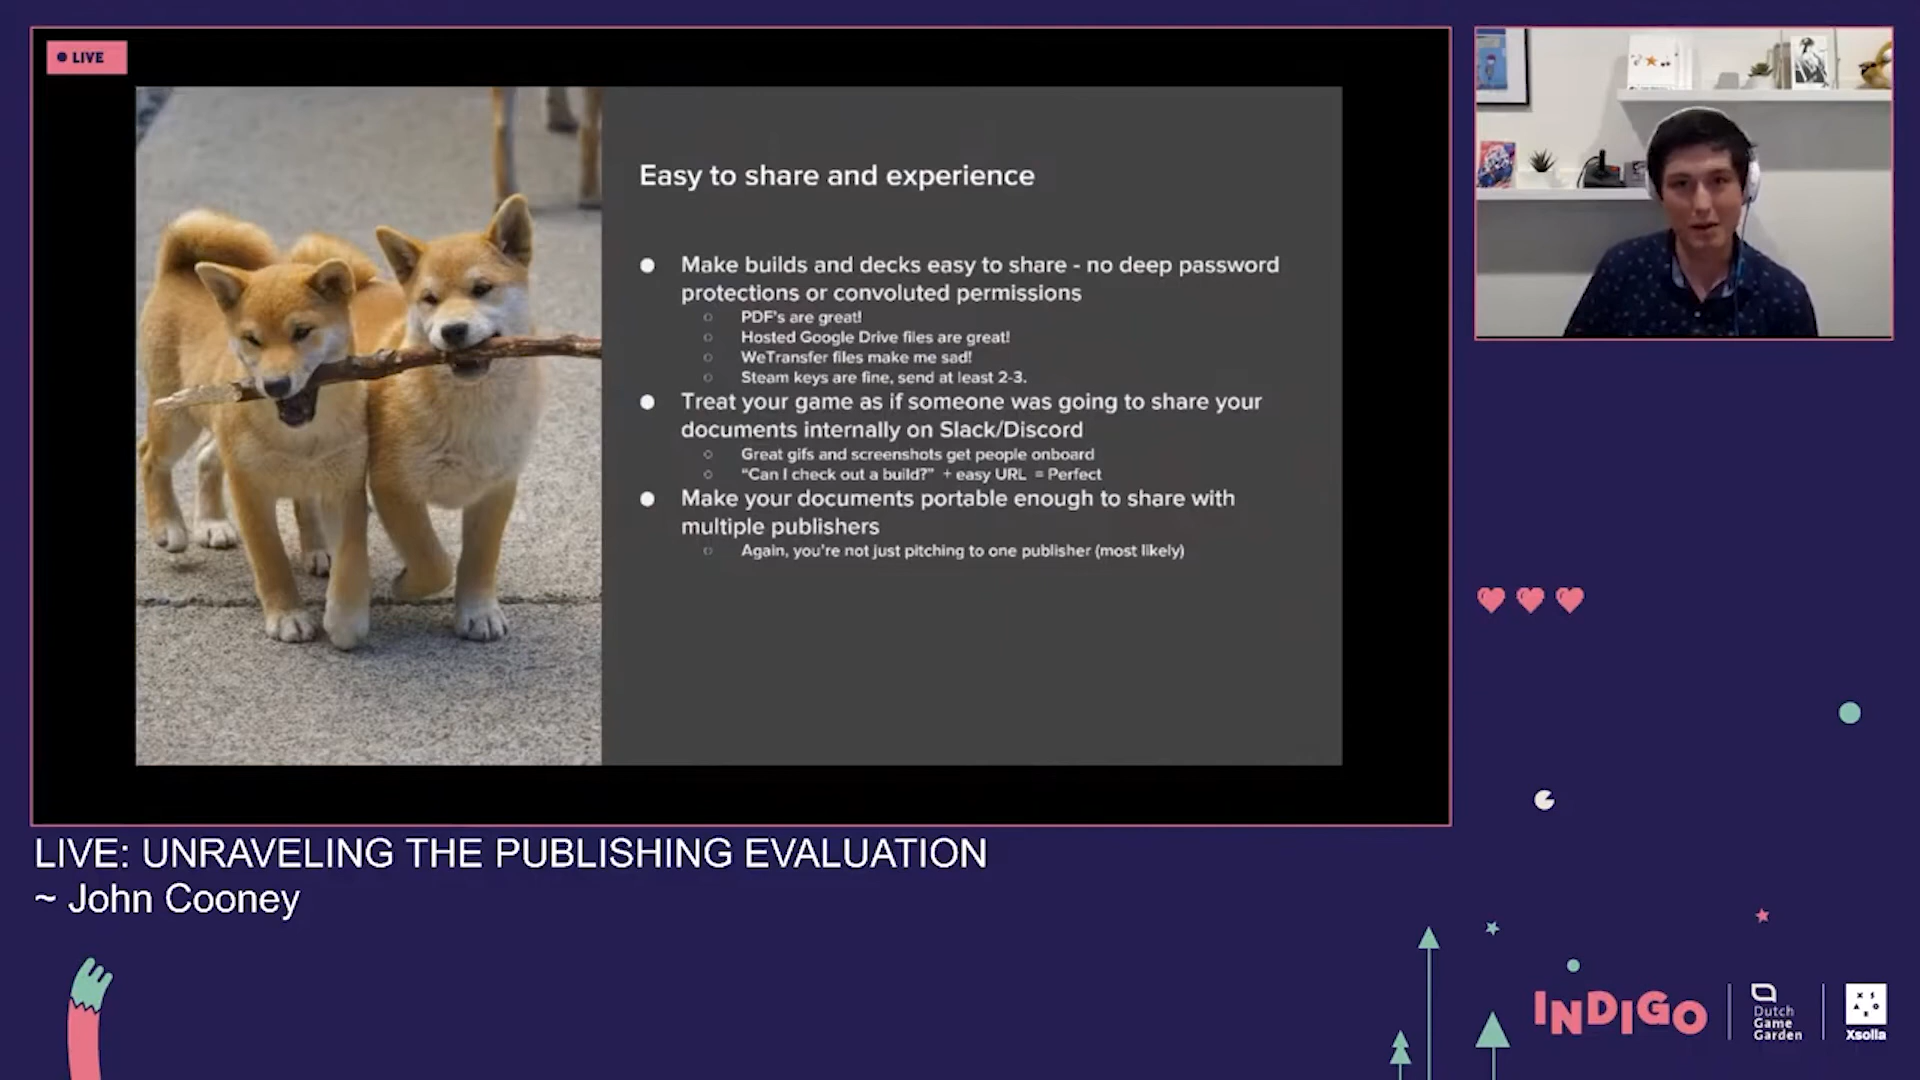 LIVE
Easy to share and experience
Make builds and decks easy to share - no deep password
protections or convoluted permissions
PDF's are great!
Hosted Google Drive files are great!
WeTransfer files make me sad!
Steam keys are fine, send at least 2-3.
Treat your game as if someone was going to share your
documents internally on Slack/Discord
Great gifs and screenshots get people onboard
“Can I check out a build?” + easy URL = Perfect
Make your documents portable enough to share with
multiple publishers
Again, you're not just pitching to one publisher (most likely)
LIVE: UNRAVELING THE PUBLISHING EVALUATION
~ John Cooney
INDIGO
Dutch
Game
Garden
XSOLLA
Xsolla